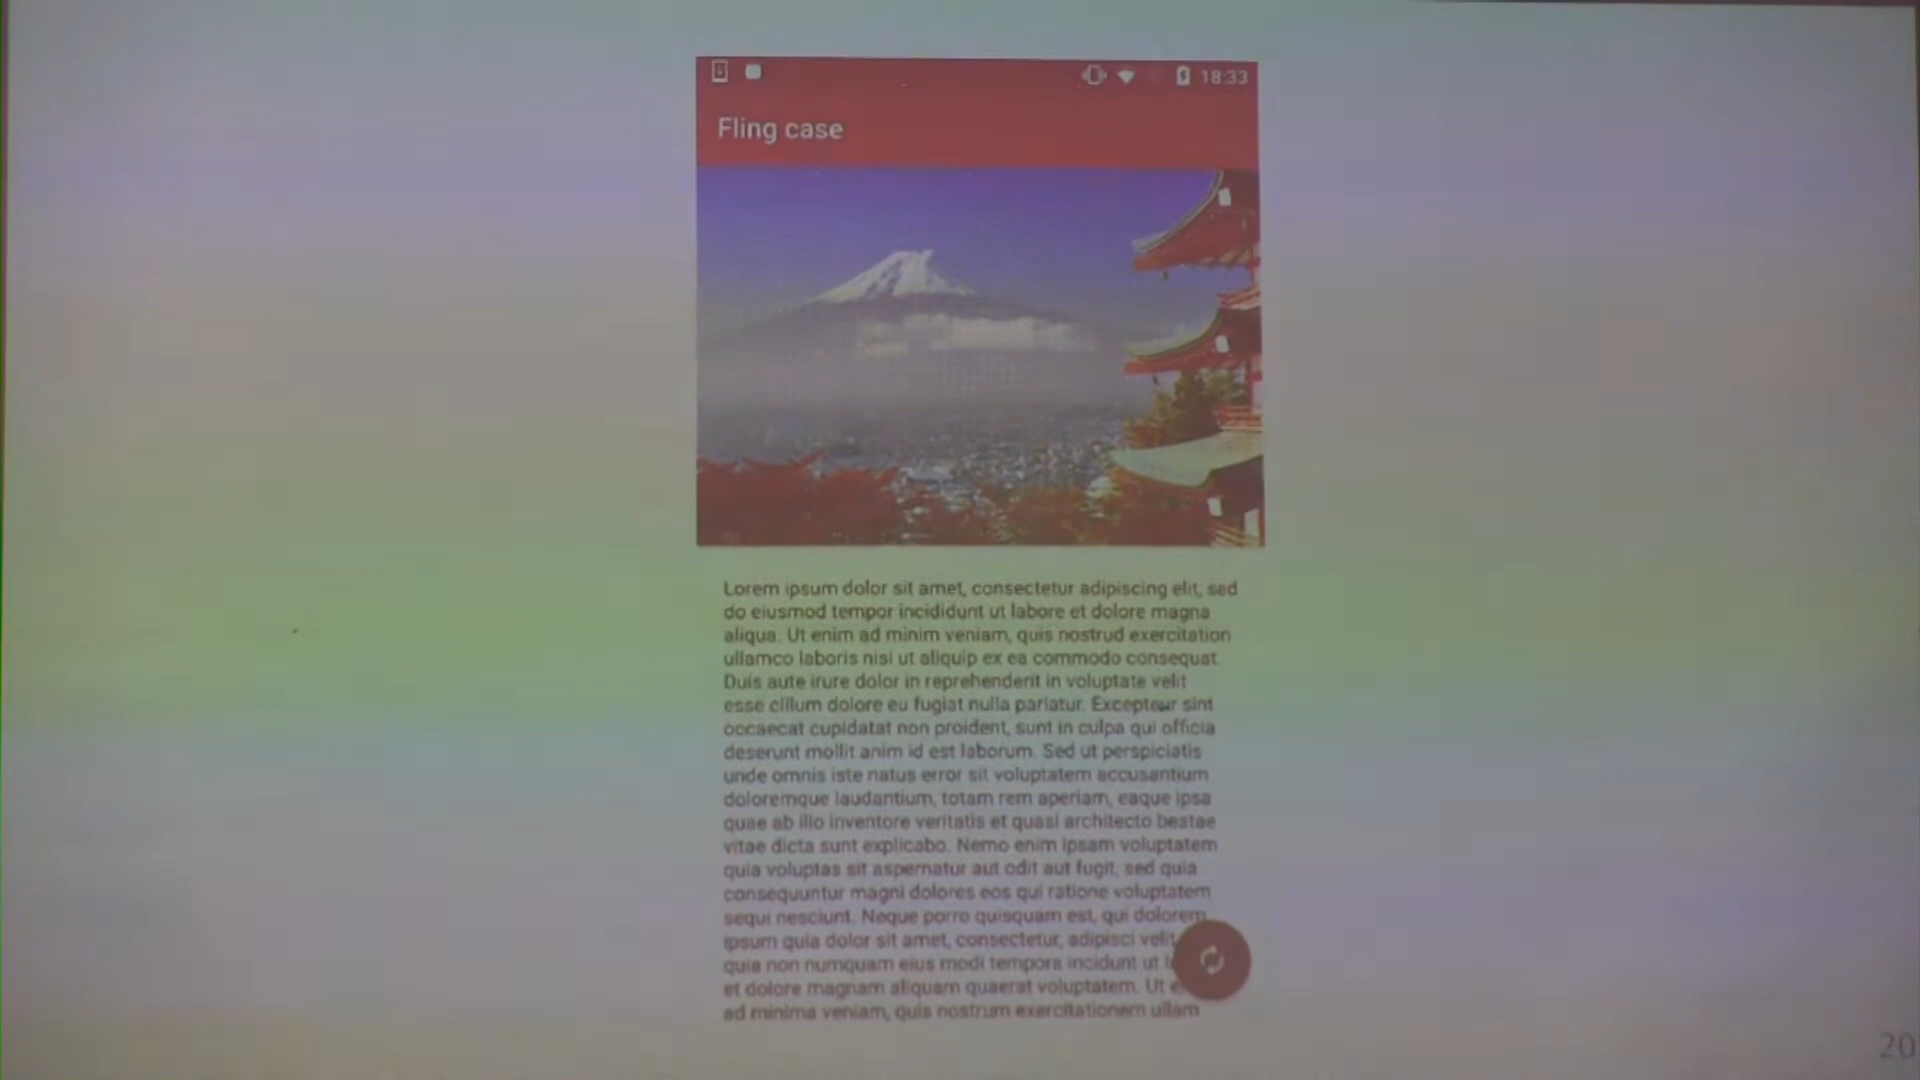 18:33
Fling case
Lorem ipsum dolor sit amet, consectetur adipiscing elit, sed
do eiusmod tempor incididunt ut labore et dolore magna
aliqua. Ut enim ad minim veniam, quis nostrud exercitation
ullamco laboris nisi ut aliquip ex ea commodo consequat.
Duis aute irure dolor in reprehenderit in voluptate velit
esse cillum dolore eu fugiat nulla pariatur. Excepteur sint
occaecat cupidatat non proident, sunt in culpa qui officia
deserunt mollit anim id est laborum. Sed ut perspiciatis
unde omnis iste natus error sit voluptatem accusantium
doloremque laudantium, totam rem aperiam, eaque ipsa
quae ab illo inventore veritatis et quasi architecto beatae
vitae dicta sunt explicabo. Nemo enim ipsam voluptatem
quia voluptas sit aspernatur aut odit aut fugit, sed quia
consequuntur magni dolores eos qui ratione voluptatem
sequi nesciunt. Neque porro quisquam est, qui dolorem
ipsum quia dolor sit amet, consectetur, adipisci velit
quia non numquam eius modi tempora incidunt ut
et dolore magnam aliquam quaerat voluptatem. Ut
ad minima veniam, quis nostrum exercitationem ullam
20